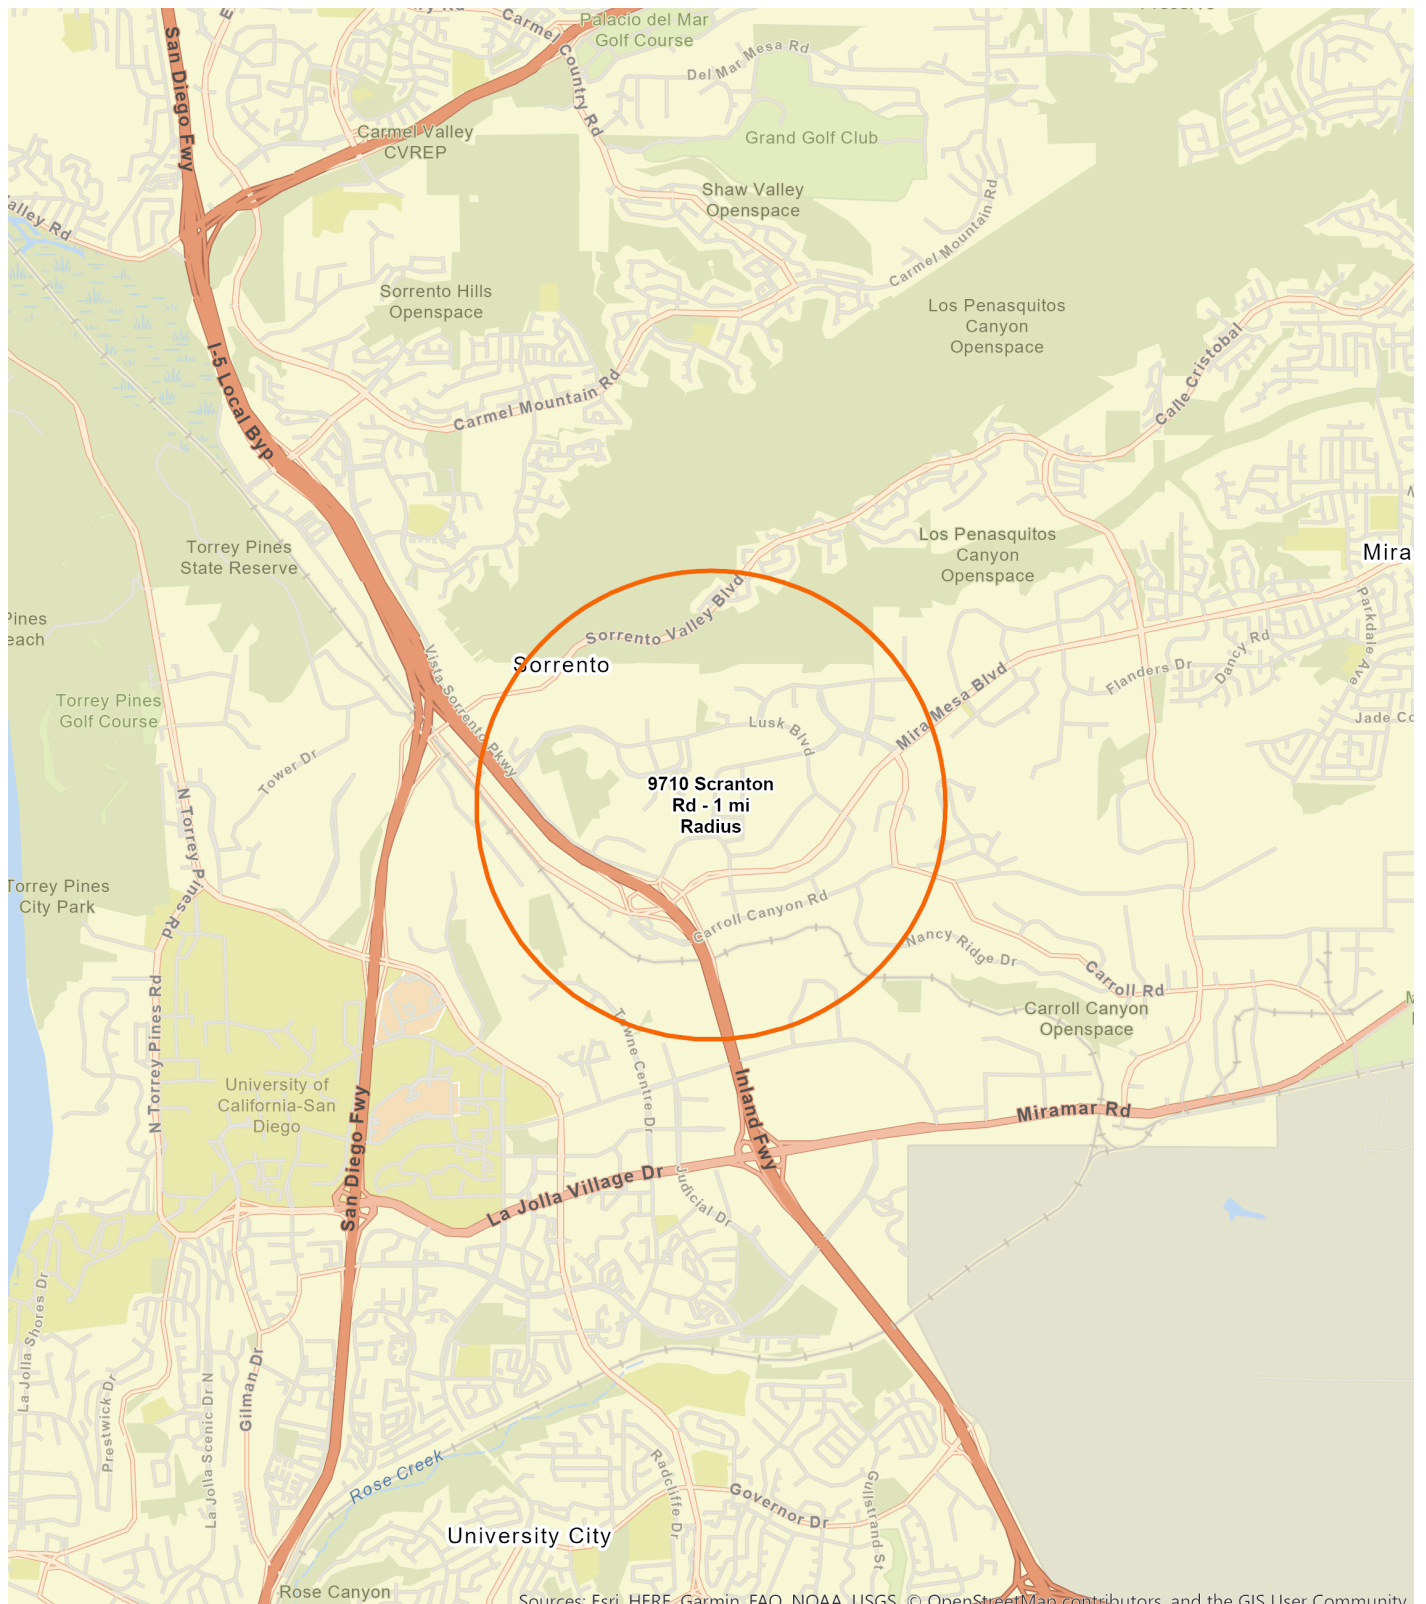 Palacio del Mar
Golf Course
Carmel Country Rd
San Diego Fwy
Del Mar Mesa Rd
Carmel Valley
CVREP
Grand Golf Club
Shaw Valley
Openspace
alley Rd
Carmel Mountain Rd
Sorrento Hills
Openspace
Los Penasquitos
Canyon
Openspace
I-5 Local Byp
Carmel Mountain Rd
Calle Cristobal
Torrey Pines
State Reserve
Los Penasquitos
Canyon
Openspace
Mira
Pines
each
Sorrento Valley Blvd
Sorrento
Vista Sorrento Pkwy
Parkdale Ave
Dancy Rd
Flanders Dr
Mira Mesa Blvd
Torrey Pines
Golf Course
Lusk Blvd
Jade Co
Tower Dr
9710 Scranton
Rd - 1 mi
Radius
N Torrey Pines Rd
Torrey Pines
City Park
Carroll Canyon Rd
Nancy Ridge Dr
Carroll Rd
Carroll Canyon
Openspace
N Torrey Pines Rd
Towne Centre Dr
University of
California-San
Diego
San Diego Fwy
Inland Fwy
Miramar Rd
La Jolla Village Dr
Judicial Dr
La Jolla Shores Dr
Prestwick Dr
La Jolla Scenic Dr N
Gilman Dr
Rose Creek
Radcliffe Dr
Governor Dr
Gullstrand St
University City
Rose Canyon
Sources: Esri, HERE, Garmin, FAO, NOAA, USGS, © OpenStreetMap contributors, and the GIS User Community